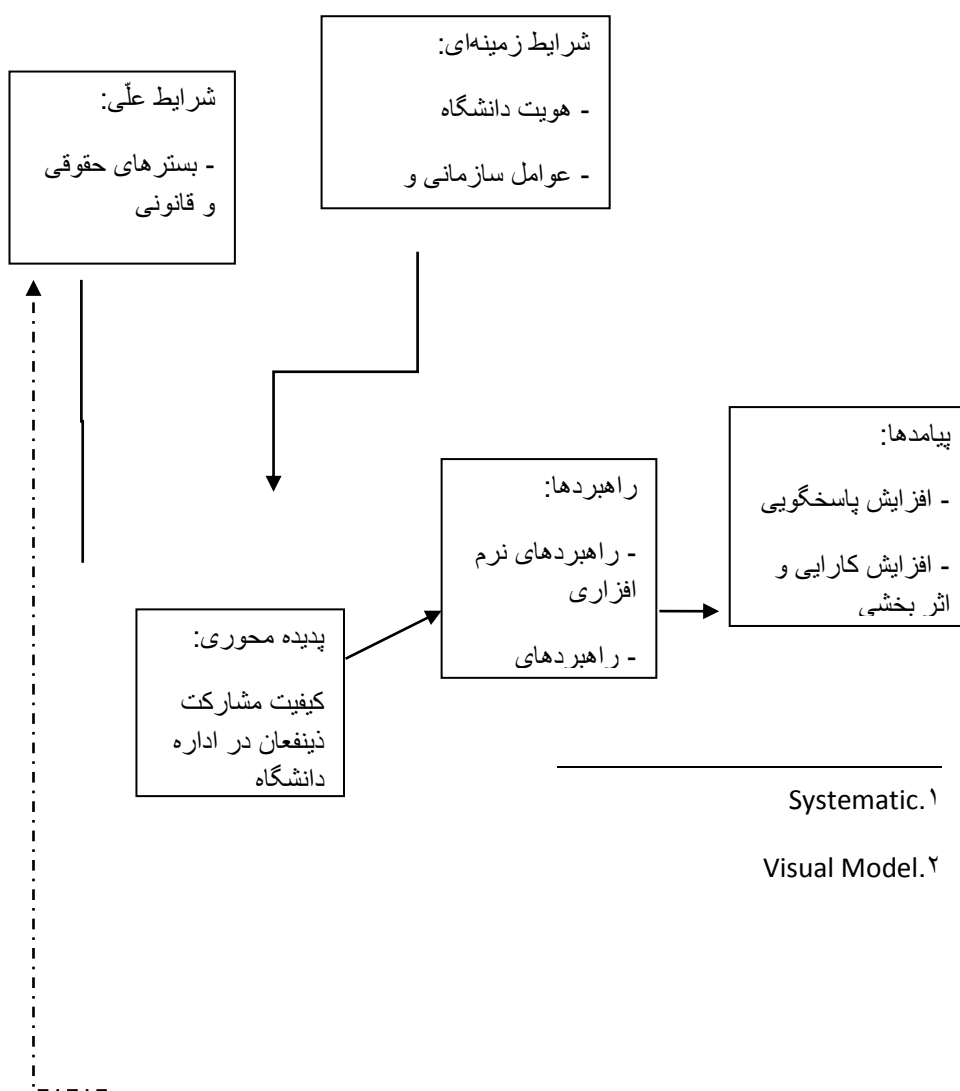 شرایط زمینه‌ای:
- هویت دانشگاه
- عوامل سازمانی و
شرایط علّی:
- بسترهای حقوقی
و قانونی
پیامدها:
- افزایش پاسخگویی
- افزایش کارایی و
اثر بخشی
راهبردها:
- راهبردهای نرم
افزاری
- راهبردهای
پدیده محوری:
کیفیت مشارکت
ذینفعان در اداره
دانشگاه
۱.Systematic
۲.Visual Model